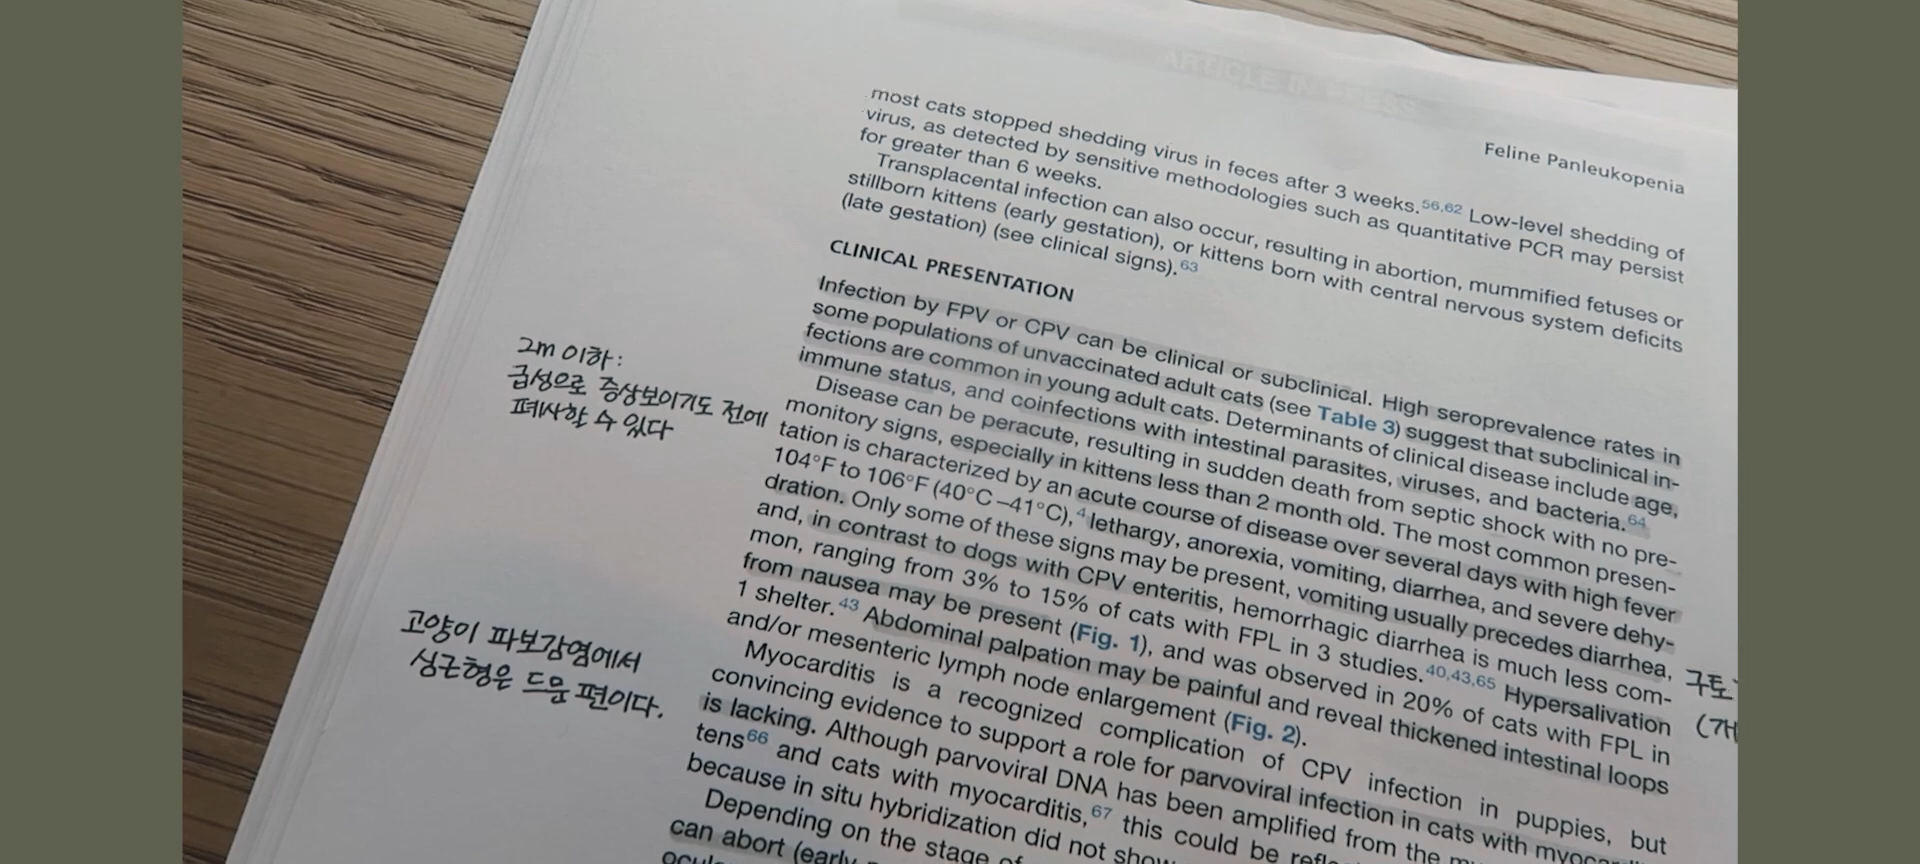 Feline Panleukopenia
most cats stopped shedding virus in feces after 3 weeks.56,62 Low-level shedding of
virus, as detected by sensitive methodologies such as quantitative PCR may persist
for greater than 6 weeks.
Transplacental infection can also occur, resulting in abortion, mummified fetuses or
stillborn kittens (early gestation), or kittens born with central nervous system deficits
(late gestation) (see clinical signs).63
CLINICAL PRESENTATION
Infection by FPV or CPV can be clinical or subclinical. High seroprevalence rates in
some populations of unvaccinated adult cats (see Table 3) suggest that subclinical in-
fections are common in young adult cats. Determinants of clinical disease include age,
immune status, and coinfections with intestinal parasites, viruses, and bacteria.64
Disease can be peracute, resulting in sudden death from septic shock with no pre-
monitory signs, especially in kittens less than 2 month old. The most common presen-
tation is characterized by an acute course of disease over several days with high fever
104°F to 106°F (40°C–41°C),4 lethargy, anorexia, vomiting, diarrhea, and severe dehy-
dration. Only some of these signs may be present, vomiting usually precedes diarrhea,
and, in contrast to dogs with CPV enteritis, hemorrhagic diarrhea is much less com-
mon, ranging from 3% to 15% of cats with FPL in 3 studies.40,43,65 Hypersalivation
from nausea may be present (Fig. 1), and was observed in 20% of cats with FPL in
1 shelter.43 Abdominal palpation may be painful and reveal thickened intestinal loops
and/or mesenteric lymph node enlargement (Fig. 2).
Myocarditis is a recognized complication of CPV infection in puppies, but
convincing evidence to support a role for parvoviral infection in cats with
is lacking. Although parvoviral DNA has been amplified from the
tens66 and cats with myocarditis,67 this could be
because in situ hybridization did not
Depending on the stage of
can abort (early
2m 이하:
급성으로 증상보이기도 전에
폐사할 수 있다
고양이 파보감염에서
심근형은 드문 편이다.
구토
(개